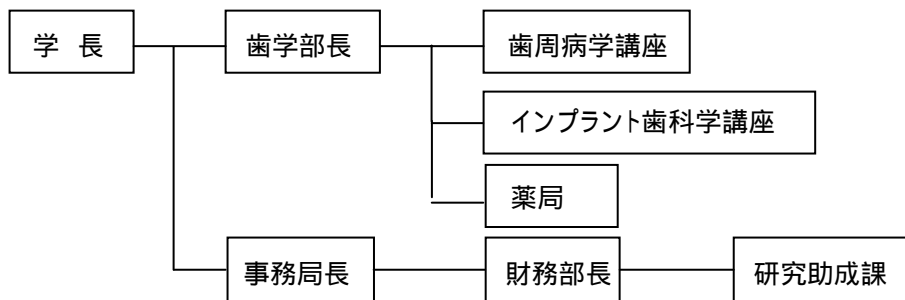 学 長
歯学部長
歯周病学講座
インプラント歯科学講座
薬局
事務局長
財務部長
研究助成課